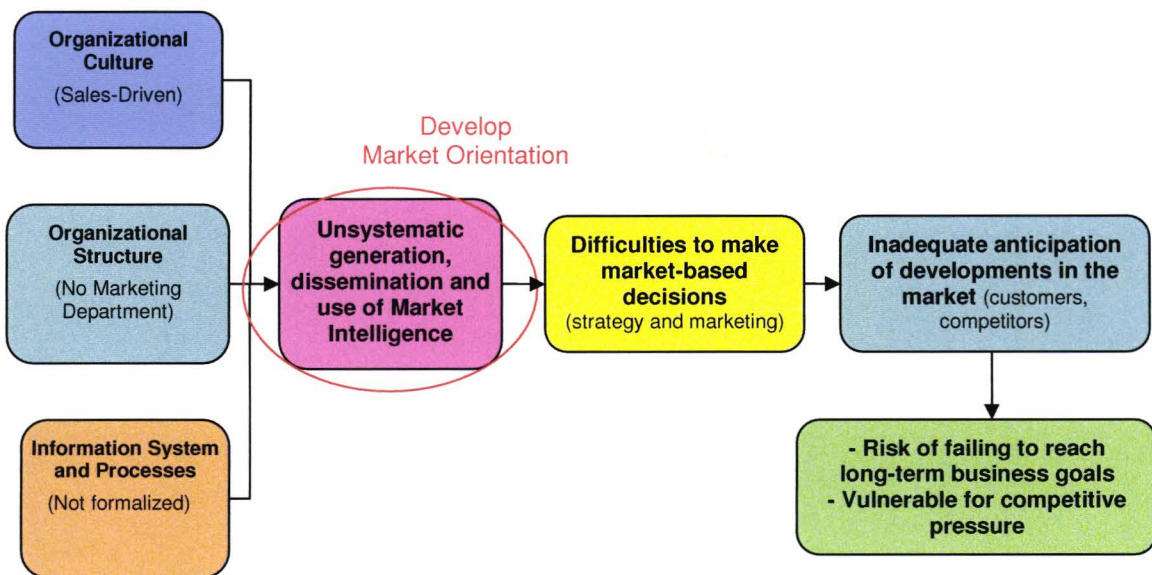 Organizational
Culture
(Sales-Driven)
Develop
Market Orientation
Organizational
Structure
(No Marketing
Department)
Unsystematic
generation,
dissemination and
use of Market
Intelligence
Difficulties to make
market-based
decisions
(strategy and marketing)
Inadequate anticipation
of developments in the
market (customers,
competitors)
Information System
and Processes
(Not formalized)
- Risk of failing to reach
long-term business goals
- Vulnerable for competitive
pressure